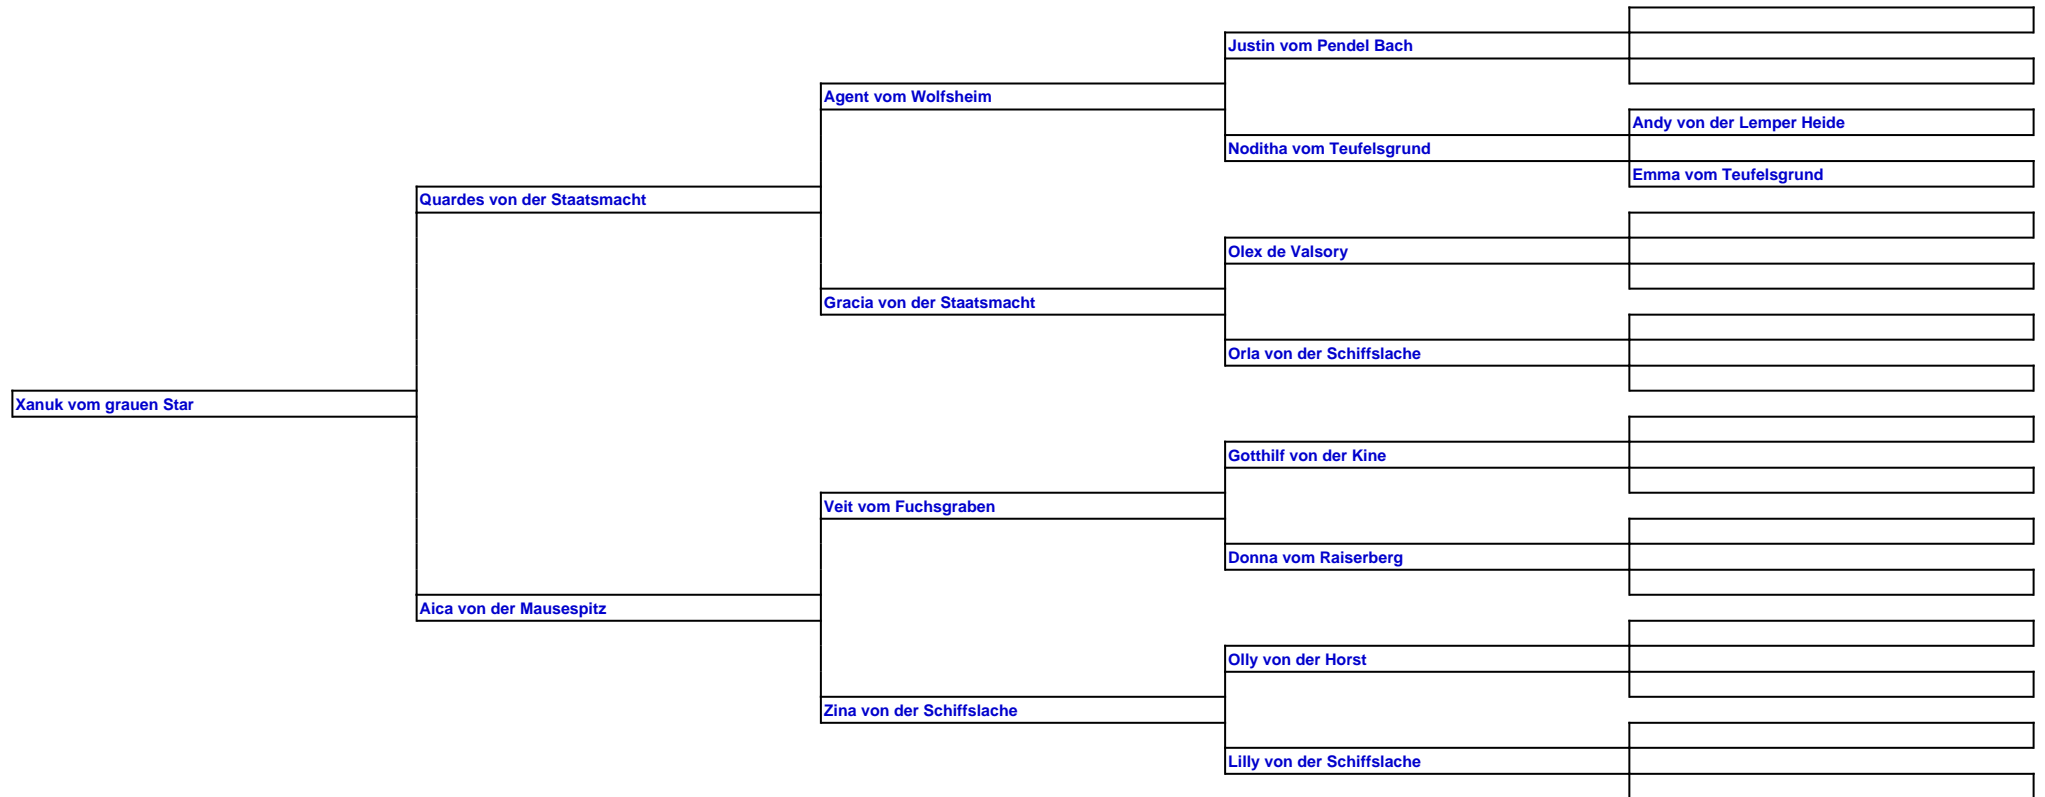 Justin vom Pendel Bach
Agent vom Wolfsheim
Andy von der Lemper Heide
Noditha vom Teufelsgrund
Emma vom Teufelsgrund
Quardes von der Staatsmacht
Olex de Valsory
Gracia von der Staatsmacht
Orla von der Schiffslache
Xanuk vom grauen Star
Gotthilf von der Kine
Veit vom Fuchsgraben
Donna vom Raiserberg
Aica von der Mausespitz
Olly von der Horst
Zina von der Schiffslache
Lilly von der Schiffslache